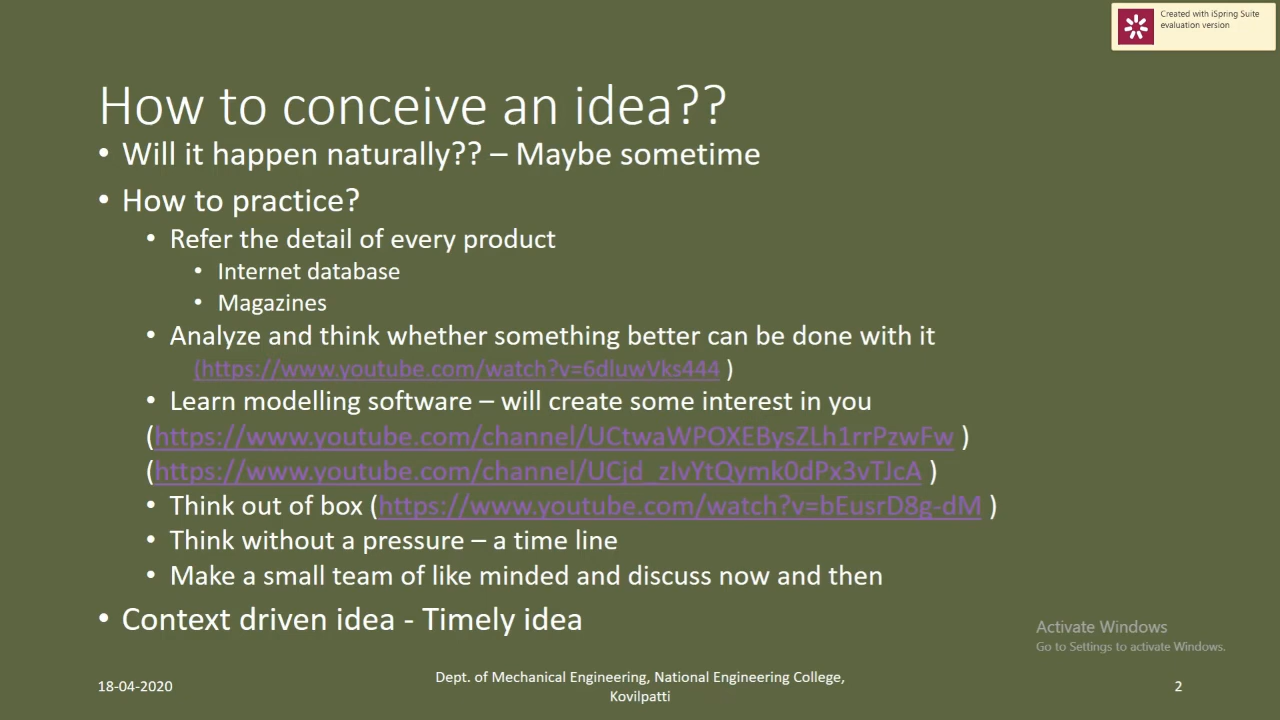 Created with iSpring Suite
evaluation version
How to conceive an idea??
• Will it happen naturally?? – Maybe sometime
• How to practice?
• Refer the detail of every product
• Internet database
• Magazines
• Analyze and think whether something better can be done with it
(https://www.youtube.com/watch?v=6dluwVks444 )
• Learn modelling software – will create some interest in you
(https://www.youtube.com/channel/UCtwaWPOXEBysZLh1rrPzwFw )
(https://www.youtube.com/channel/UCjd_zIvYtQymk0dPx3vTJcA )
• Think out of box (https://www.youtube.com/watch?v=bEusrD8g-dM )
• Think without a pressure – a time line
• Make a small team of like minded and discuss now and then
• Context driven idea - Timely idea
Activate Windows
Go to Settings to activate Windows.
18-04-2020
Dept. of Mechanical Engineering, National Engineering College,
Kovilpatti
2